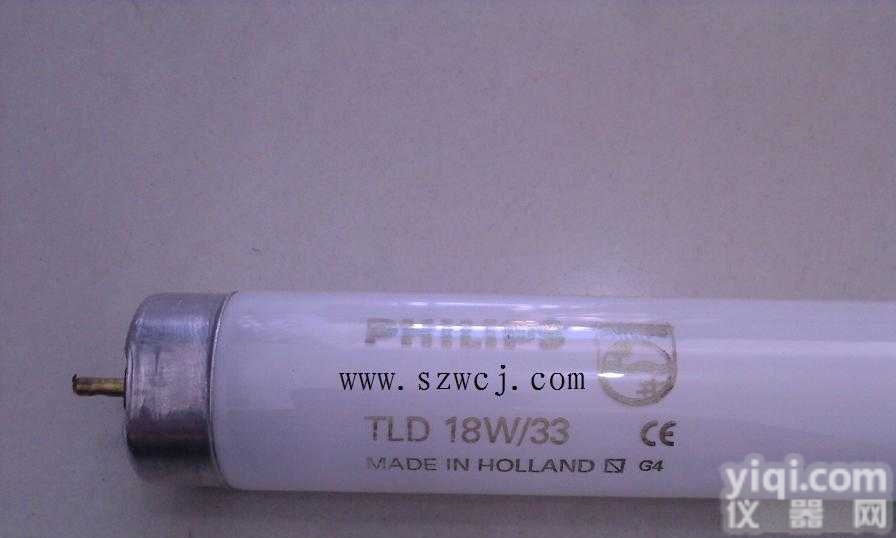 PHILIPS
www.szwcj.com
TLD 18W/33 CE
MADE IN HOLLAND G4
yiqi.com
仪器网